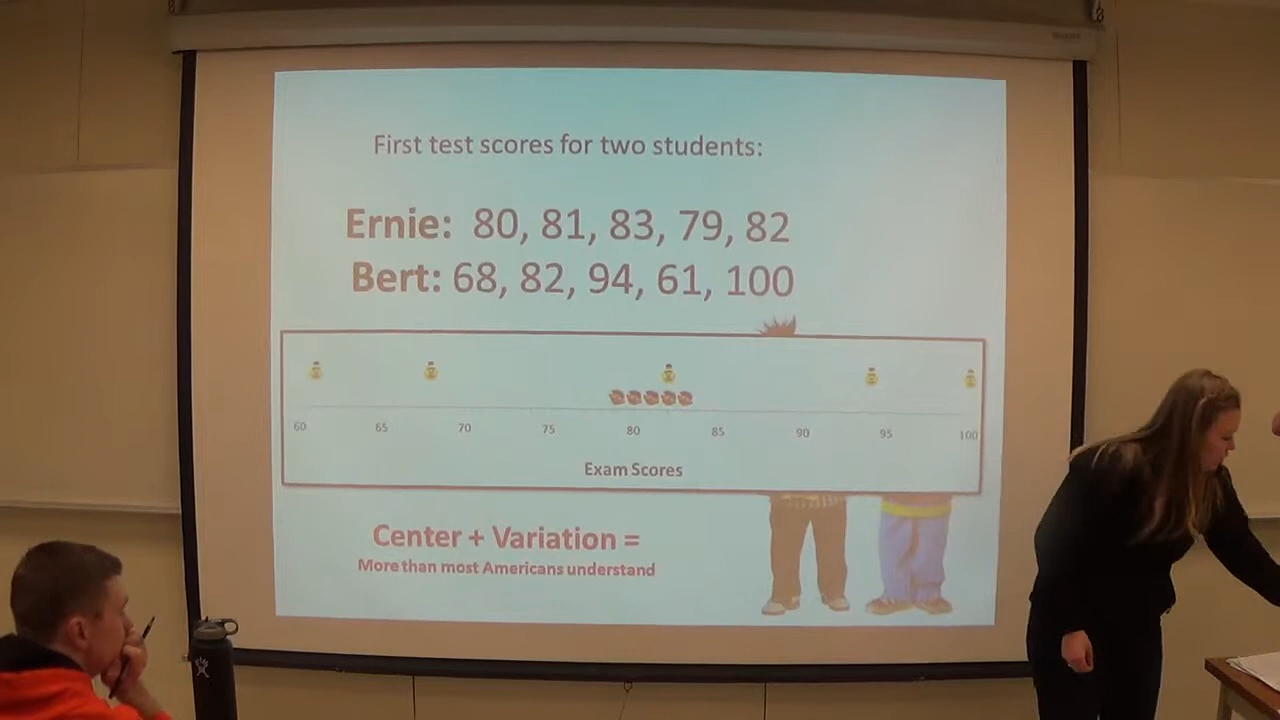 First test scores for two students:
Ernie: 80, 81, 83, 79, 82
Bert: 68, 82, 94, 61, 100
60 65 70 75 80 85 90 95 100
Exam Scores
Center + Variation =
More than most Americans understand